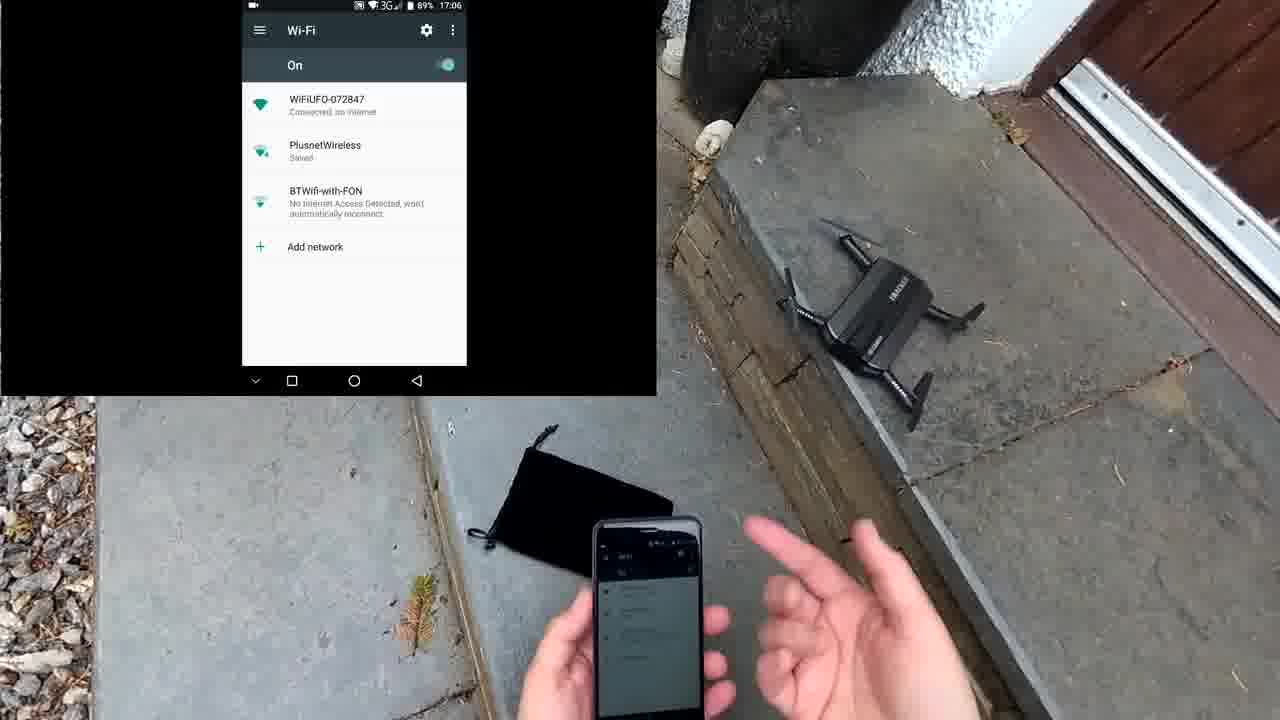 3G 89% 17:06
Wi-Fi
On
WiFiUFO-072847
Connected, no Internet
PlusnetWireless
Saved
BTWifi-with-FON
No Internet Access Detected, won't
automatically reconnect.
Add network
TRACKER